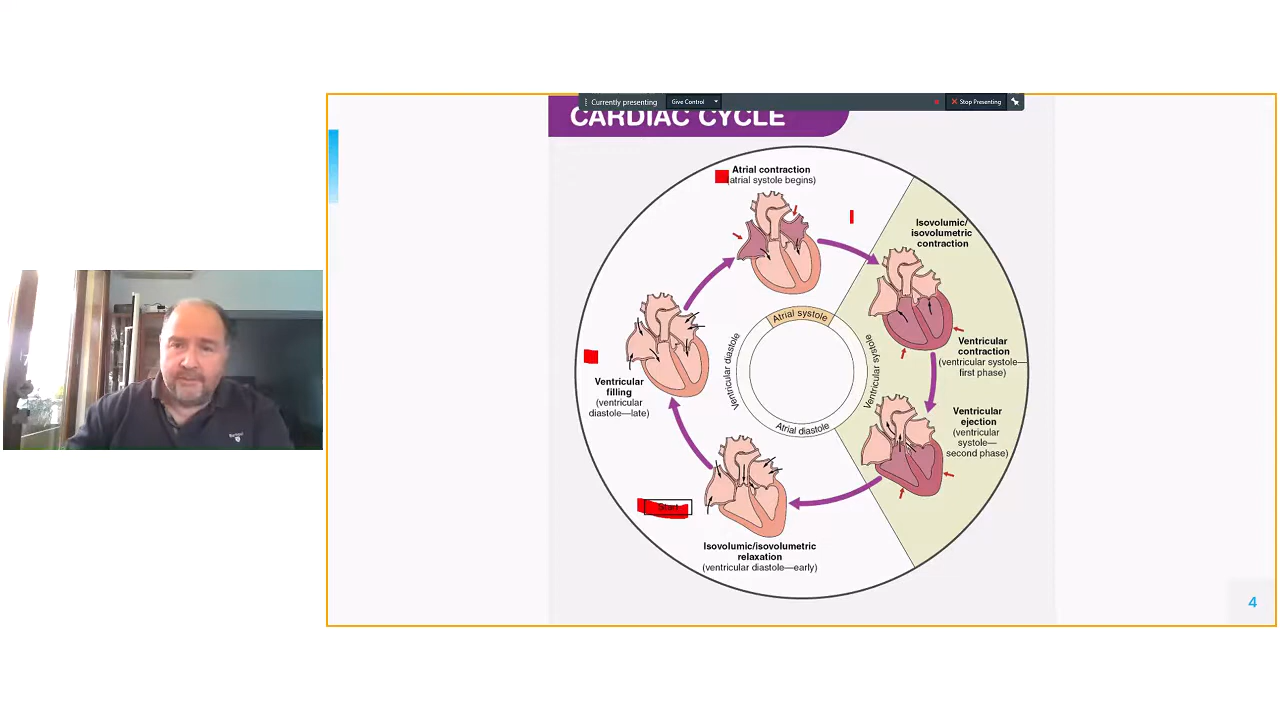 Currently presenting
Give Control
Stop Presenting
CARDIAC CYCLE
Atrial contraction
(atrial systole begins)
Isovolumic/
isovolumetric
contraction
Atrial systole
Ventricular diastole
Ventricular systole
Ventricular
contraction
(ventricular systole—
first phase)
Ventricular
filling
(ventricular
diastole—late)
Ventricular
ejection
(ventricular
systole—
second phase)
Atrial diastole
Start
Isovolumic/isovolumetric
relaxation
(ventricular diastole—early)
4